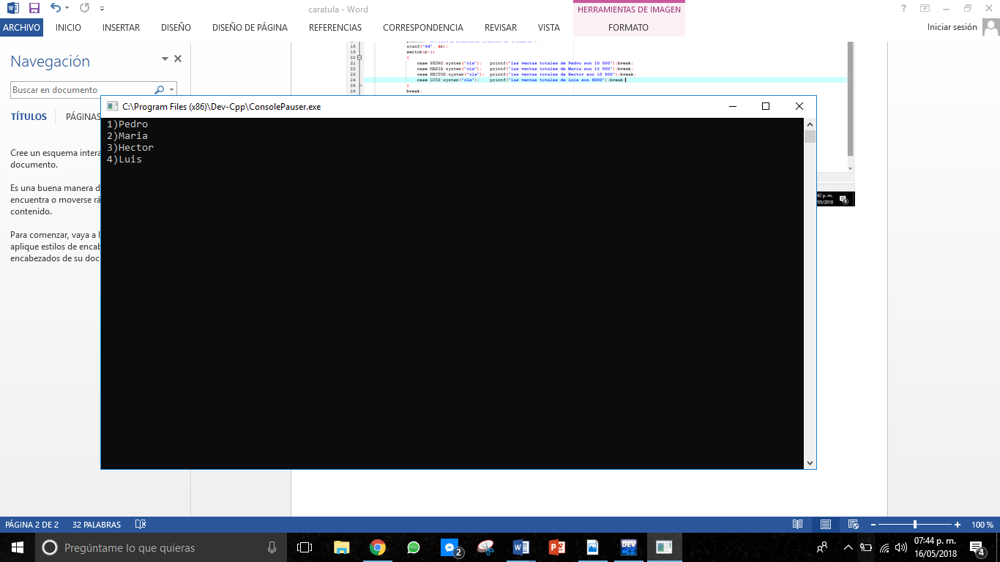 caratula - Word
HERRAMIENTAS DE IMAGEN
ARCHIVO INICIO INSERTAR DISEÑO DISEÑO DE PÁGINA REFERENCIAS CORRESPONDENCIA REVISAR VISTA FORMATO
Iniciar sesión
Navegación
Buscar en documento
TÍTULOS PÁGINAS
Cree un esquema intera
documento.
Es una buena manera d
encuentra o moverse rá
contenido.
Para comenzar, vaya a l
aplique estilos de encab
encabezados de su doc
18 scanf("%d", &z);
19 switch(z-1)
20 {
21 case PEDRO:system("cls"); printf("las ventas totales de Pedro son 10 000");break;
22 case MARIA:system("cls"); printf("las ventas totales de Maria son 12 000");break;
23 case HECTOR:system("cls"); printf("las ventas totales de Hector son 10 500");break;
24 case LUIS:system("cls"); printf("las ventas totales de Luis son 8000");break;
25 }
26 break;
C:\Program Files (x86)\Dev-Cpp\ConsolePauser.exe
1)Pedro
2)Maria
3)Hector
4)Luis
42 p. m.
/05/2018
4
PÁGINA 2 DE 2 32 PALABRAS
100 %
Pregúntame lo que quieras
MSG
2
DEV
07:44 p. m.
16/05/2018
4